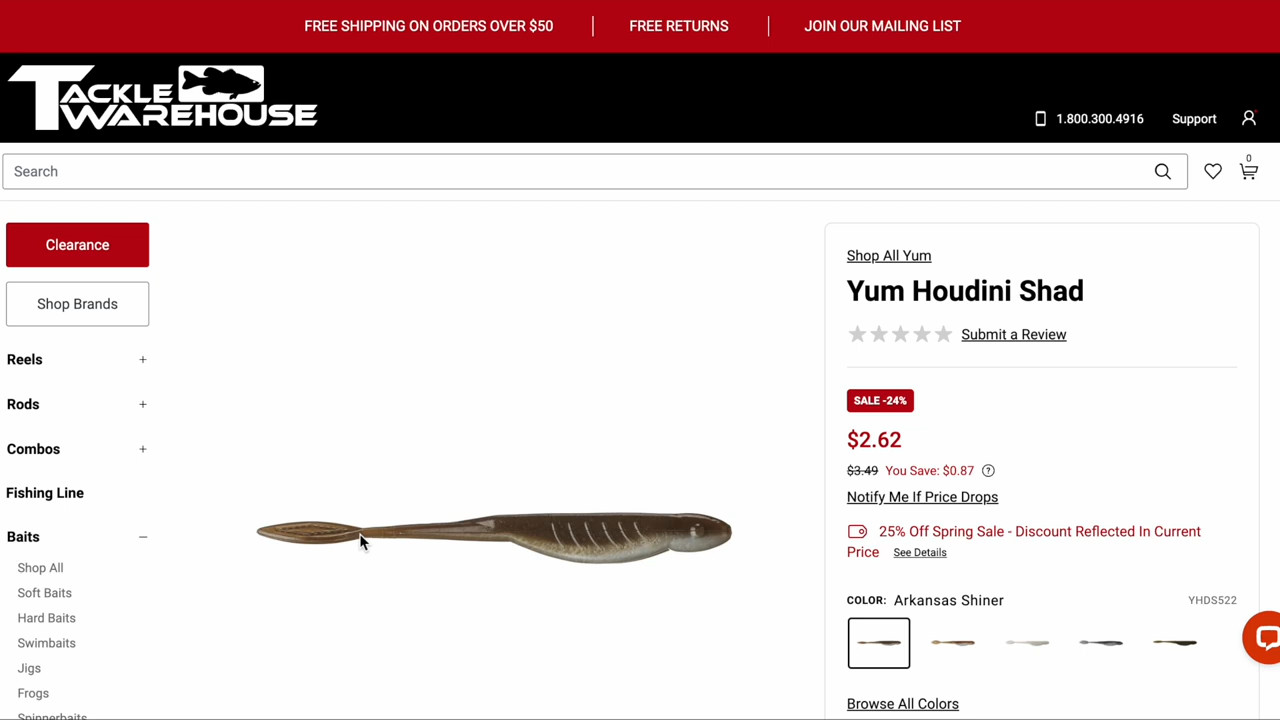 FREE SHIPPING ON ORDERS OVER $50
FREE RETURNS
JOIN OUR MAILING LIST
TACKLE
WAREHOUSE
1.800.300.4916
Support
Search
0
Clearance
Shop Brands
Reels +
Rods +
Combos +
Fishing Line
Baits −
Shop All
Soft Baits
Hard Baits
Swimbaits
Jigs
Frogs
Spinnerbaits
Shop All Yum
Yum Houdini Shad
Submit a Review
SALE -24%
$2.62
$3.49 You Save: $0.87 ?
Notify Me If Price Drops
25% Off Spring Sale - Discount Reflected In Current
Price See Details
COLOR: Arkansas Shiner YHDS522
Browse All Colors